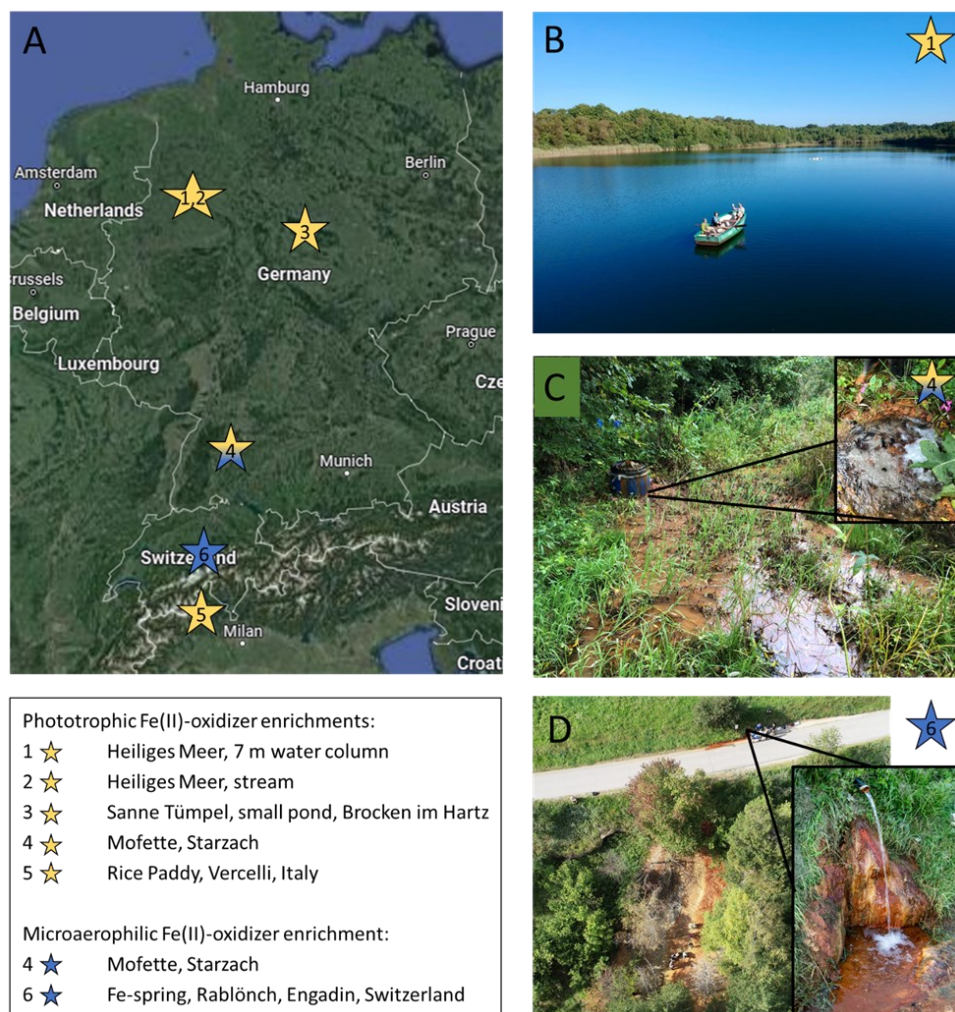 A
Hamburg
Amsterdam
Berlin
1,2
Netherlands
3
Germany
russels
Belgium
Prague
Luxembourg
Cze
4
Munich
Austria
6
Switzerland
5
Milan
Sloveni
Croati
Phototrophic Fe(II)-oxidizer enrichments:
1 Heiliges Meer, 7 m water column
2 Heiliges Meer, stream
3 Sanne Tümpel, small pond, Brocken im Hartz
4 Mofette, Starzach
5 Rice Paddy, Vercelli, Italy
Microaerophilic Fe(II)-oxidizer enrichment:
4 Mofette, Starzach
6 Fe-spring, Rablönch, Engadin, Switzerland
B
1
C
4
D
6